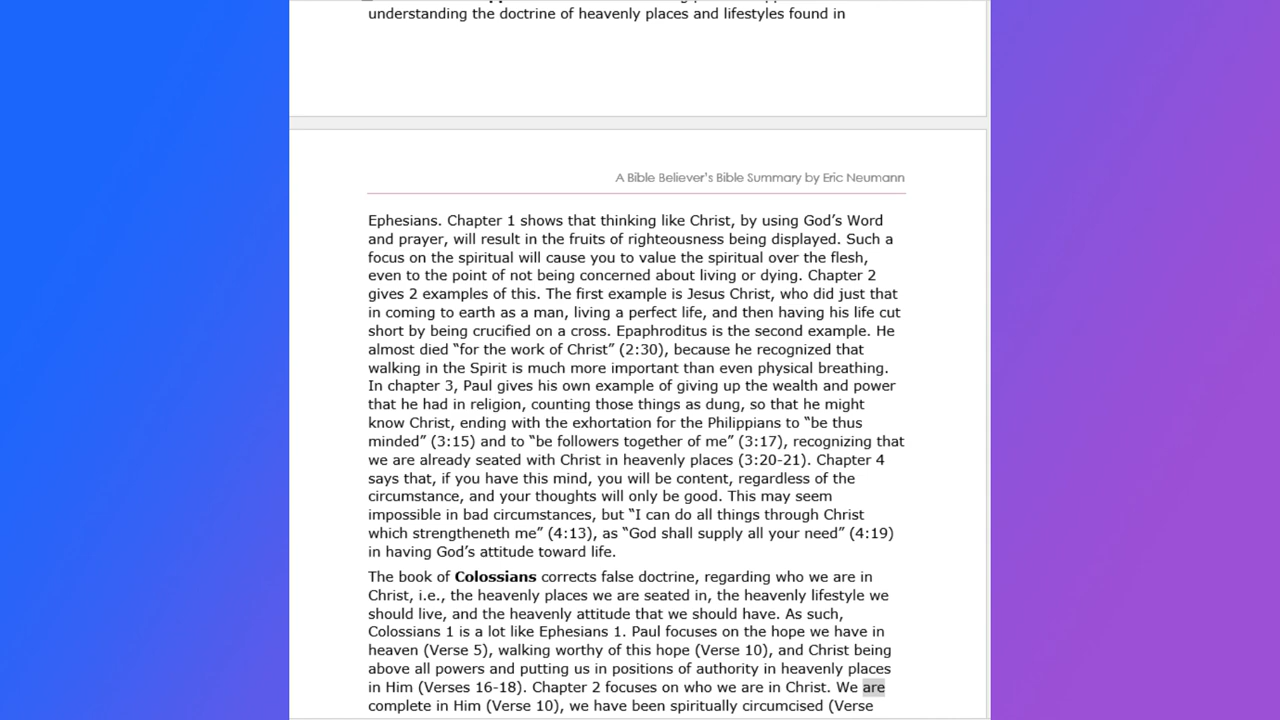 understanding the doctrine of heavenly places and lifestyles found in
A Bible Believer's Bible Summary by Eric Neumann
Ephesians. Chapter 1 shows that thinking like Christ, by using God's Word
and prayer, will result in the fruits of righteousness being displayed. Such a
focus on the spiritual will cause you to value the spiritual over the flesh,
even to the point of not being concerned about living or dying. Chapter 2
gives 2 examples of this. The first example is Jesus Christ, who did just that
in coming to earth as a man, living a perfect life, and then having his life cut
short by being crucified on a cross. Epaphroditus is the second example. He
almost died “for the work of Christ” (2:30), because he recognized that
walking in the Spirit is much more important than even physical breathing.
In chapter 3, Paul gives his own example of giving up the wealth and power
that he had in religion, counting those things as dung, so that he might
know Christ, ending with the exhortation for the Philippians to “be thus
minded” (3:15) and to “be followers together of me” (3:17), recognizing that
we are already seated with Christ in heavenly places (3:20-21). Chapter 4
says that, if you have this mind, you will be content, regardless of the
circumstance, and your thoughts will only be good. This may seem
impossible in bad circumstances, but “I can do all things through Christ
which strengtheneth me” (4:13), as “God shall supply all your need” (4:19)
in having God's attitude toward life.
The book of Colossians corrects false doctrine, regarding who we are in
Christ, i.e., the heavenly places we are seated in, the heavenly lifestyle we
should live, and the heavenly attitude that we should have. As such,
Colossians 1 is a lot like Ephesians 1. Paul focuses on the hope we have in
heaven (Verse 5), walking worthy of this hope (Verse 10), and Christ being
above all powers and putting us in positions of authority in heavenly places
in Him (Verses 16-18). Chapter 2 focuses on who we are in Christ. We are
complete in Him (Verse 10), we have been spiritually circumcised (Verse